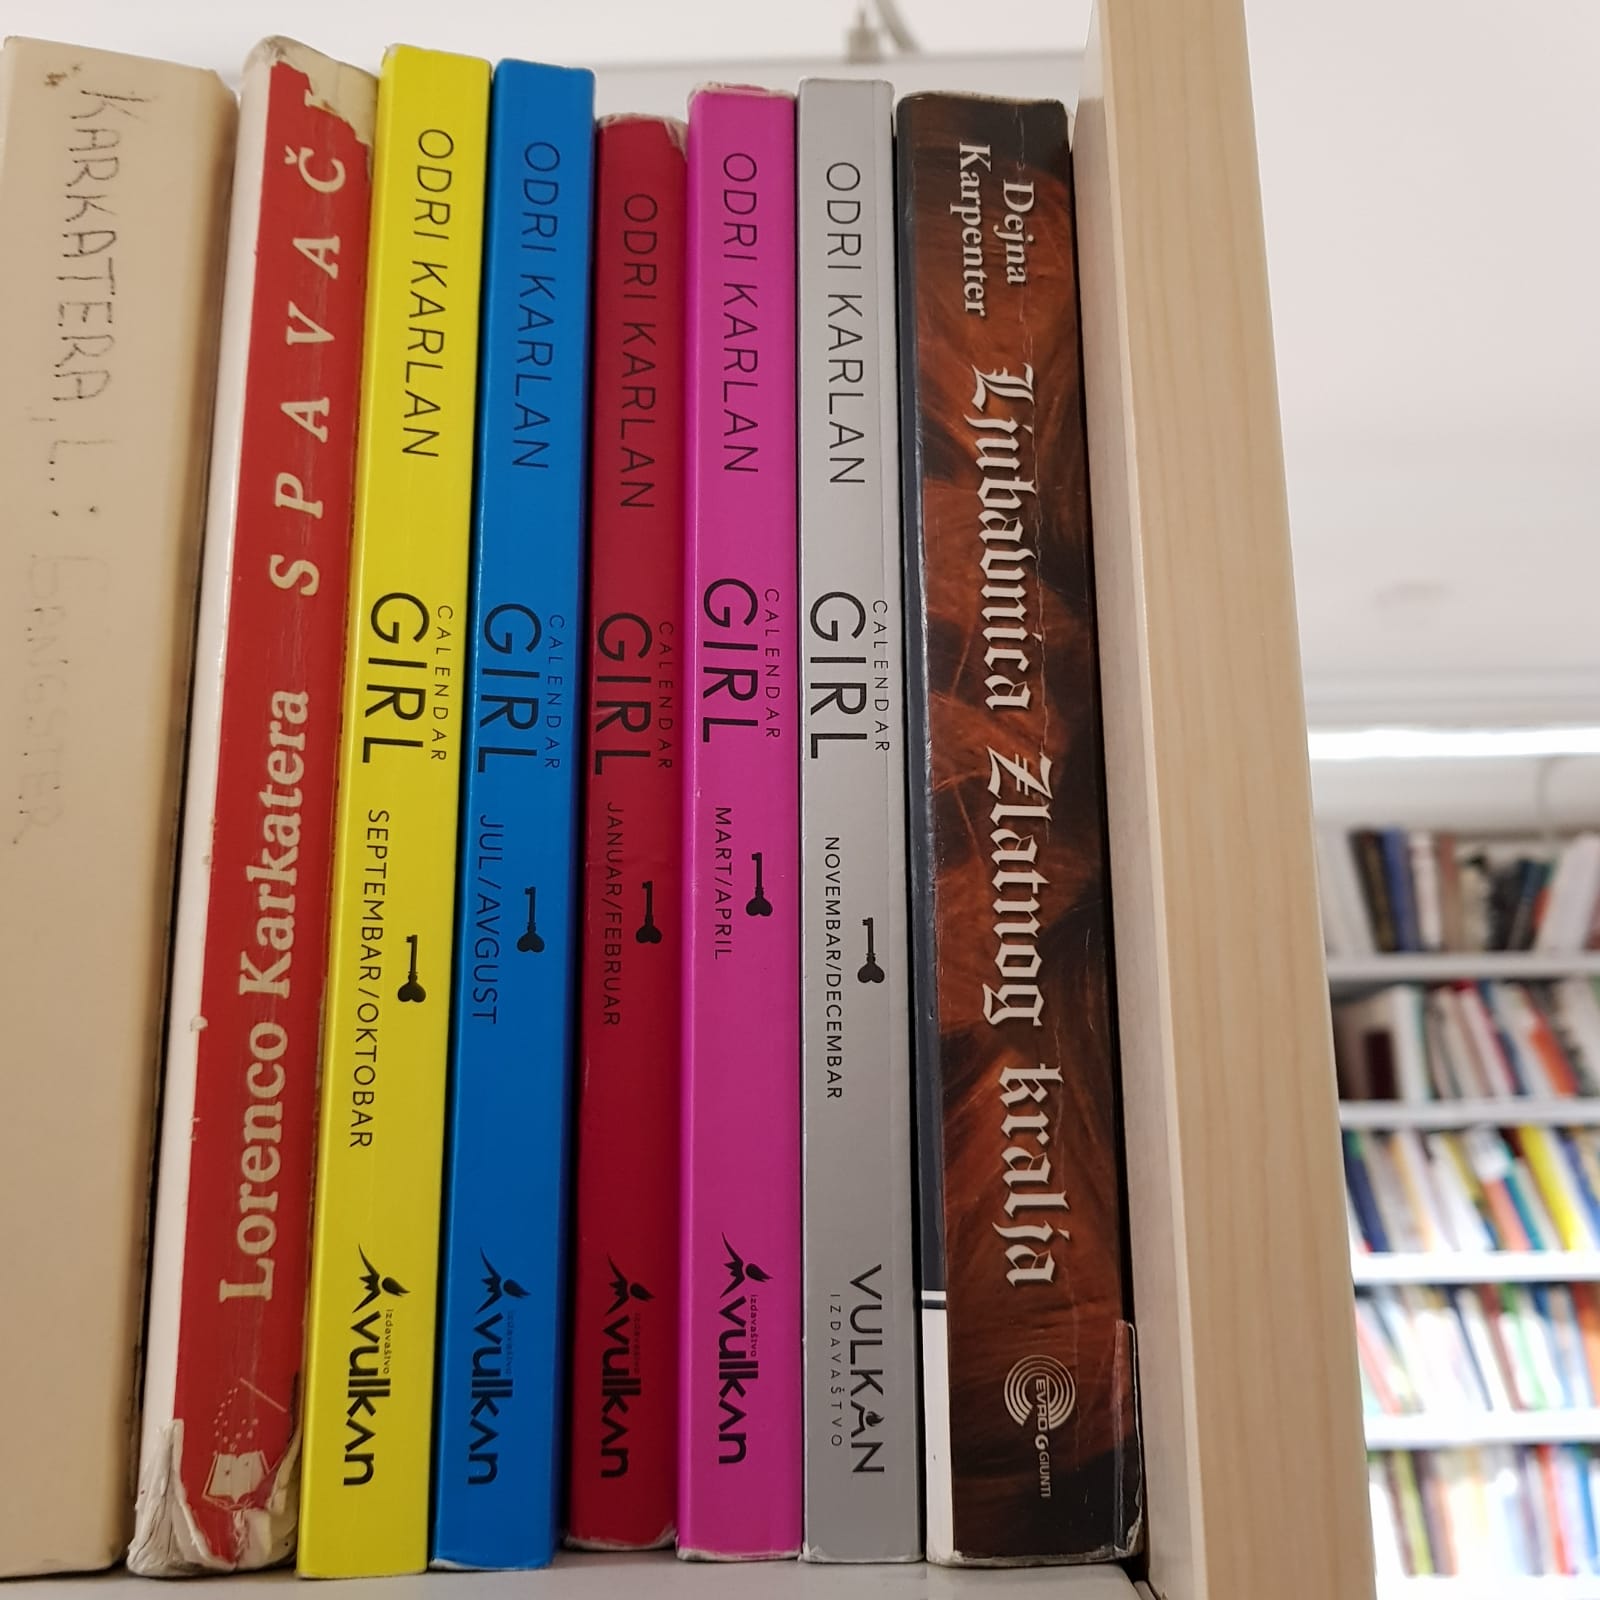 KARKATERA, L.: GANGSTER
Lorenco Karkatera SPAVAČI
ODRI KARLAN
CALENDAR
GIRL
SEPTEMBAR/OKTOBAR
izdavaštvo
vulkan
ODRI KARLAN
CALENDAR
GIRL
JUL/AVGUST
izdavaštvo
vulkan
ODRI KARLAN
CALENDAR
GIRL
JANUAR/FEBRUAR
izdavaštvo
vulkan
ODRI KARLAN
CALENDAR
GIRL
MART/APRIL
izdavaštvo
vulkan
ODRI KARLAN
CALENDAR
GIRL
NOVEMBAR/DECEMBAR
VULKAN
IZDAVAŠTVO
Dejna
Karpenter
Ljubavnica Zlatnog kralja
EVRO GIUNTI